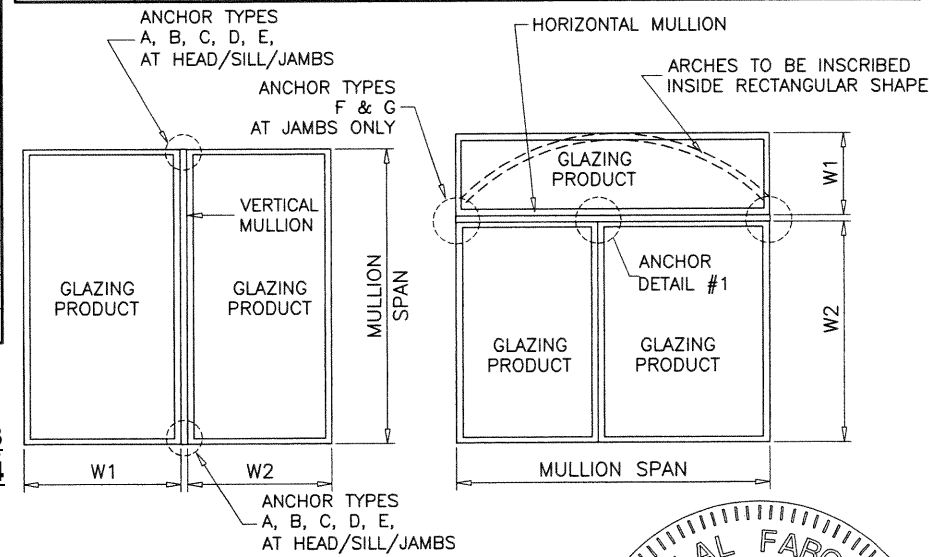 ANCHOR TYPES
A, B, C, D, E,
AT HEAD/SILL/JAMBS
HORIZONTAL MULLION
ANCHOR TYPES
F & G
AT JAMBS ONLY
ARCHES TO BE INSCRIBED
INSIDE RECTANGULAR SHAPE
GLAZING
PRODUCT
W1
VERTICAL
MULLION
GLAZING
PRODUCT
GLAZING
PRODUCT
MULLION
SPAN
ANCHOR
DETAIL #1
GLAZING
PRODUCT
GLAZING
PRODUCT
W2
W1
W2
MULLION SPAN
ANCHOR TYPES
A, B, C, D, E,
AT HEAD/SILL/JAMBS